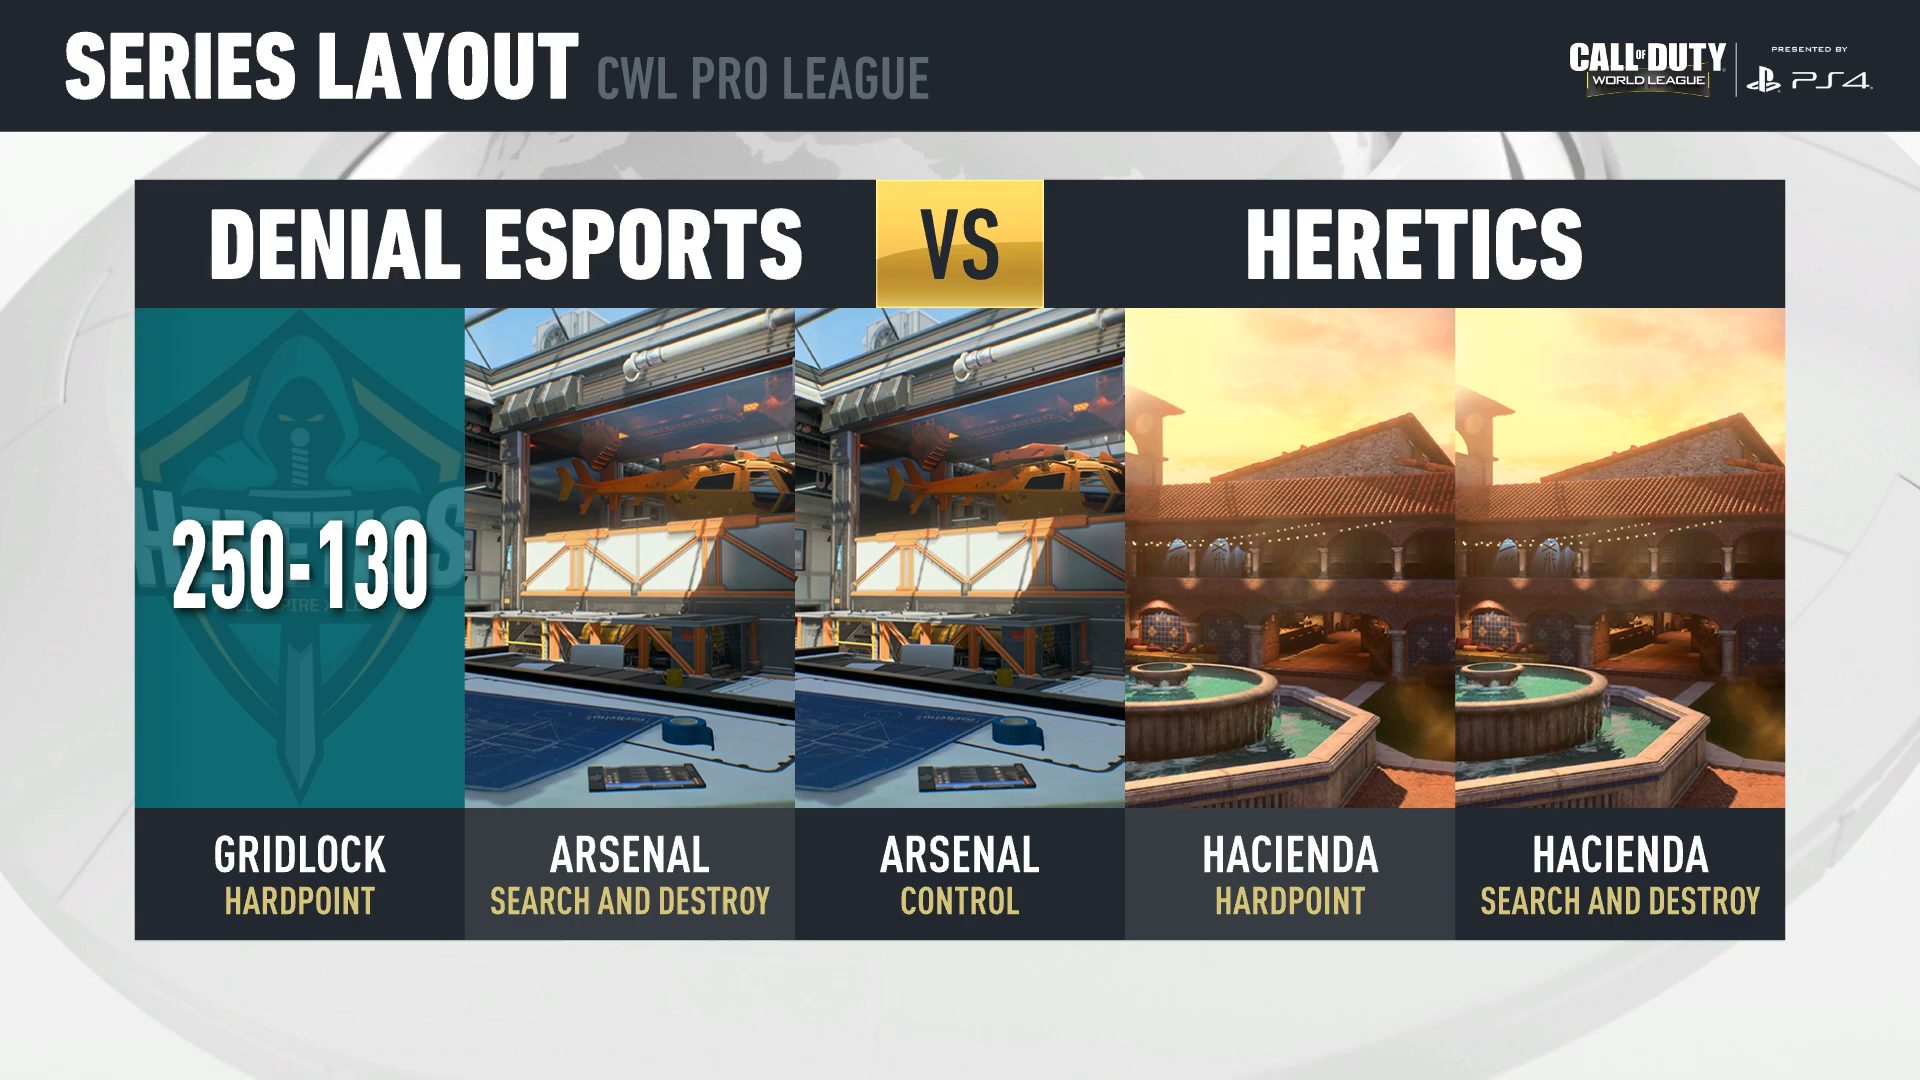 SERIES LAYOUT CWL PRO LEAGUE
CALL OF DUTY
WORLD LEAGUE
PRESENTED BY
PS4
DENIAL ESPORTS VS HERETICS
HERETICS
250-130
GRIDLOCK
HARDPOINT
ARSENAL
SEARCH AND DESTROY
ARSENAL
CONTROL
HACIENDA
HARDPOINT
HACIENDA
SEARCH AND DESTROY